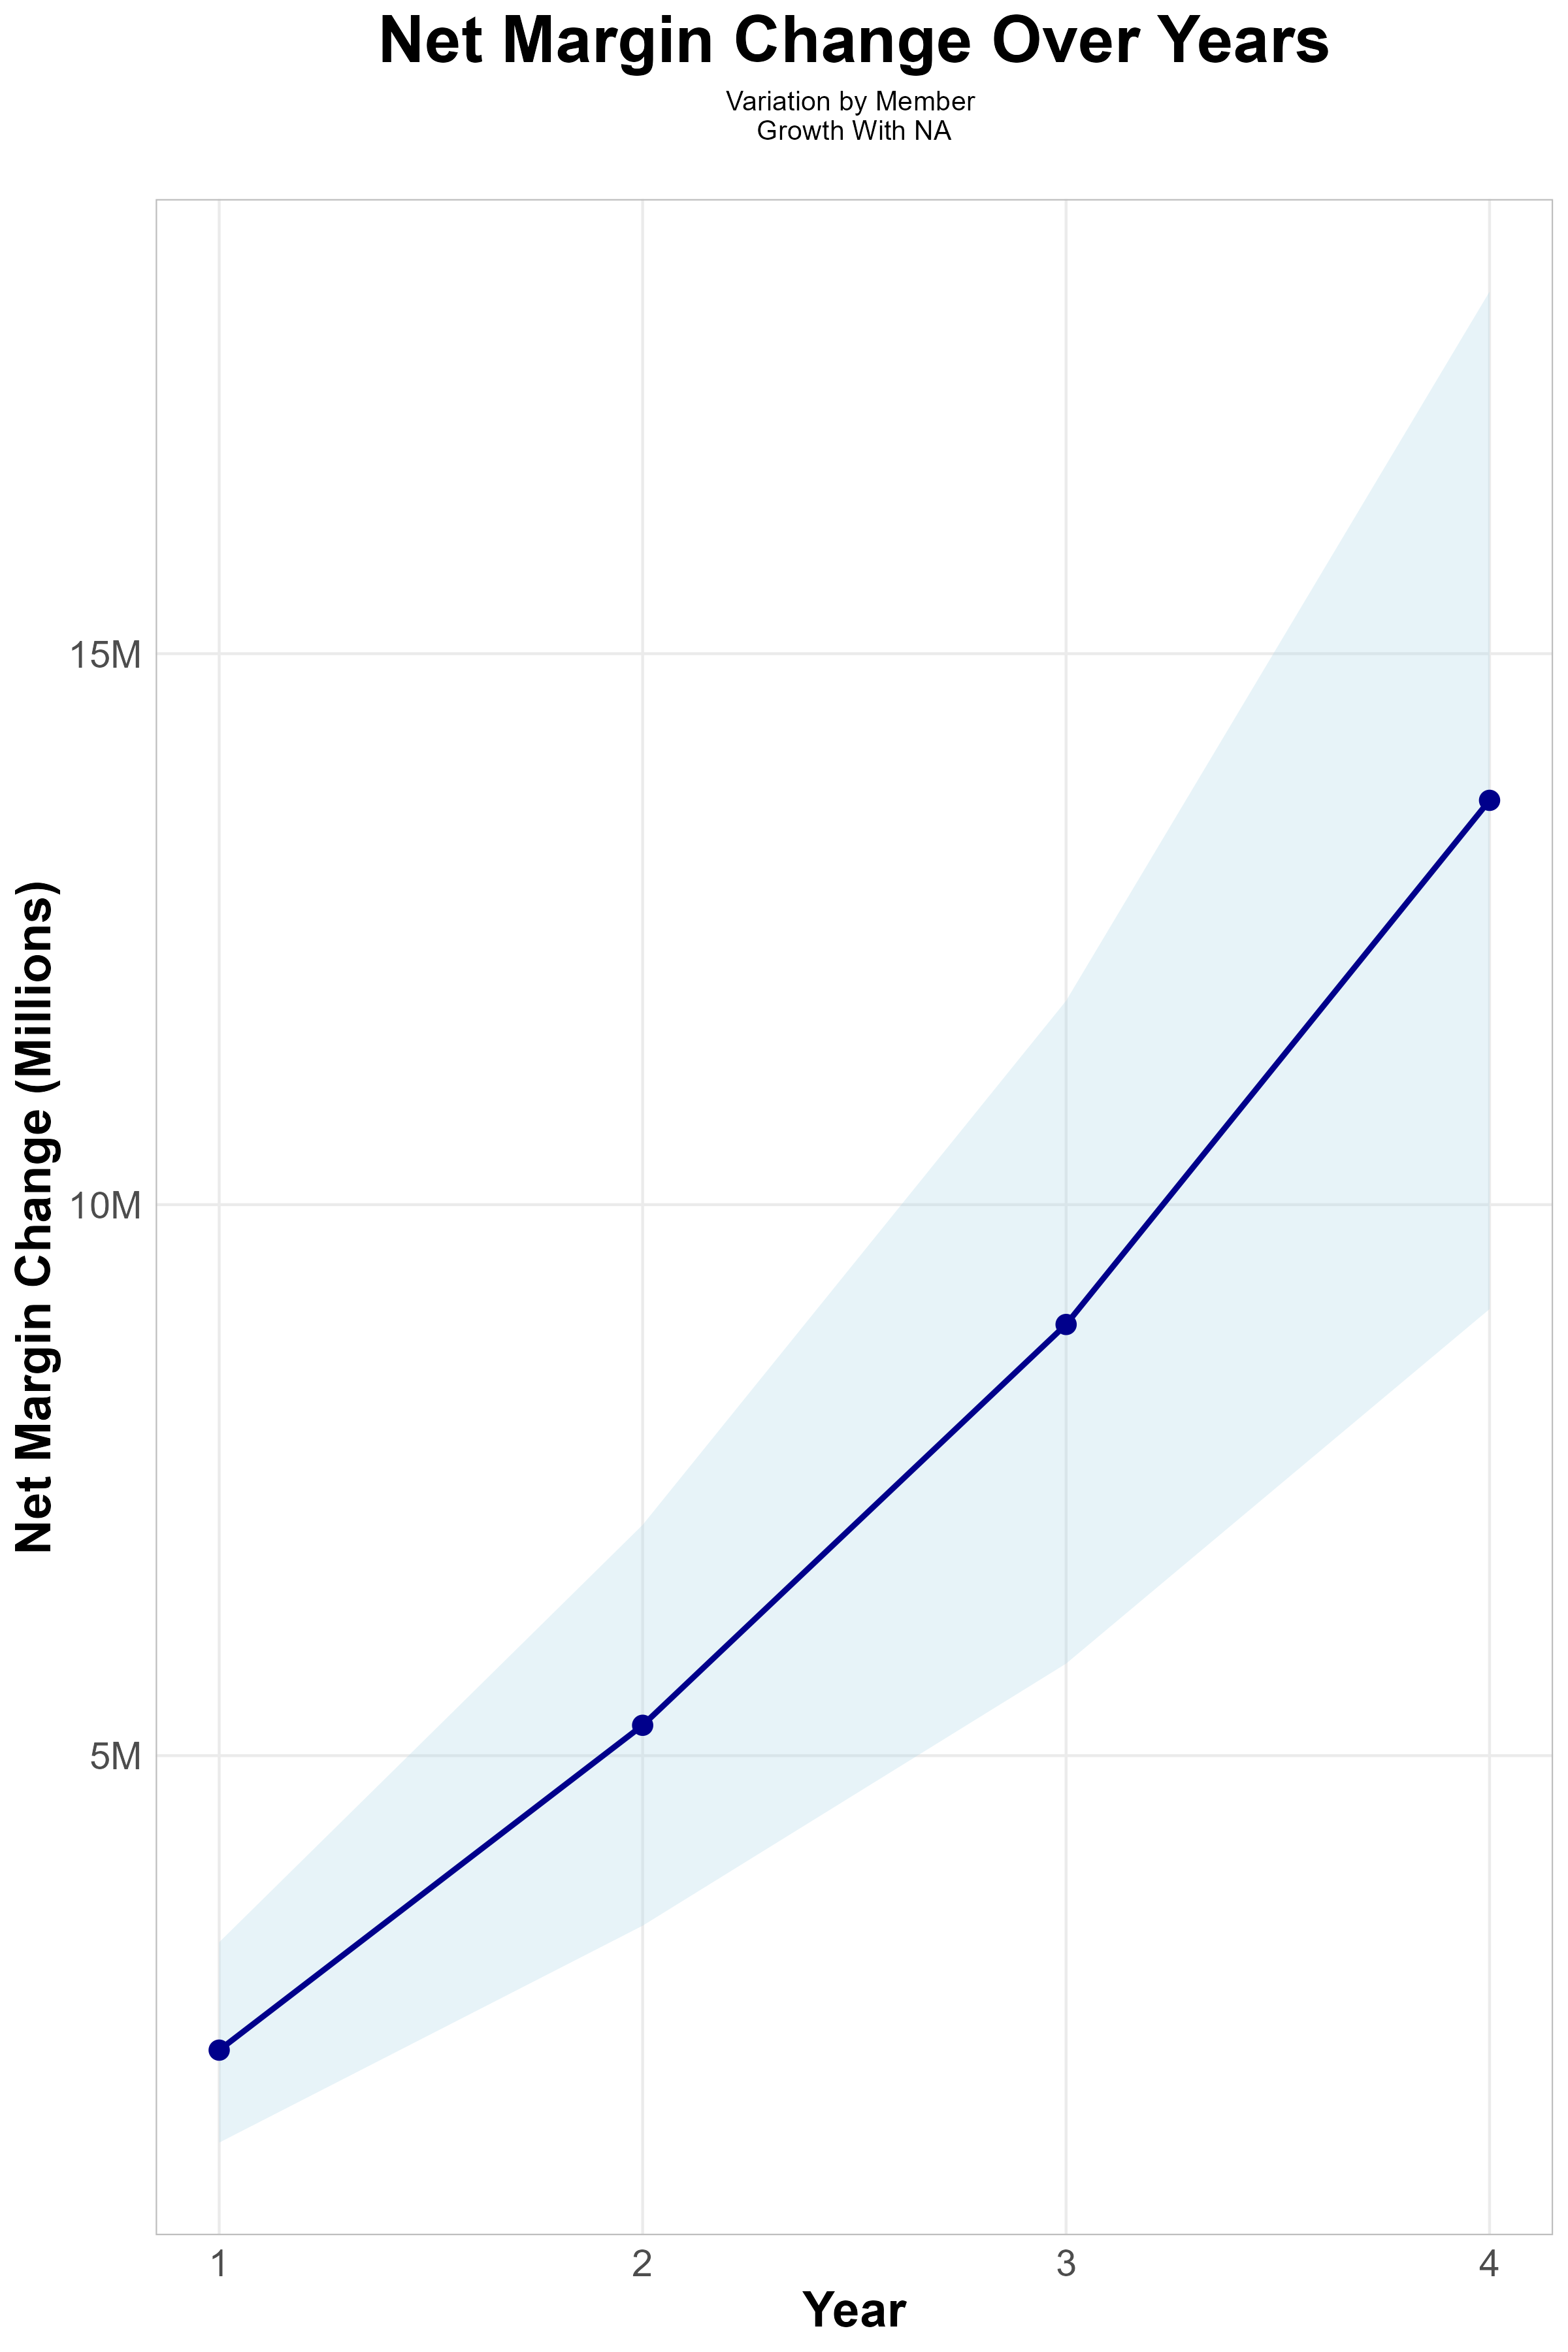 Net Margin Change Over Years
Variation by Member
Growth With NA
Net Margin Change (Millions)
15M
10M
5M
1
2
3
4
Year